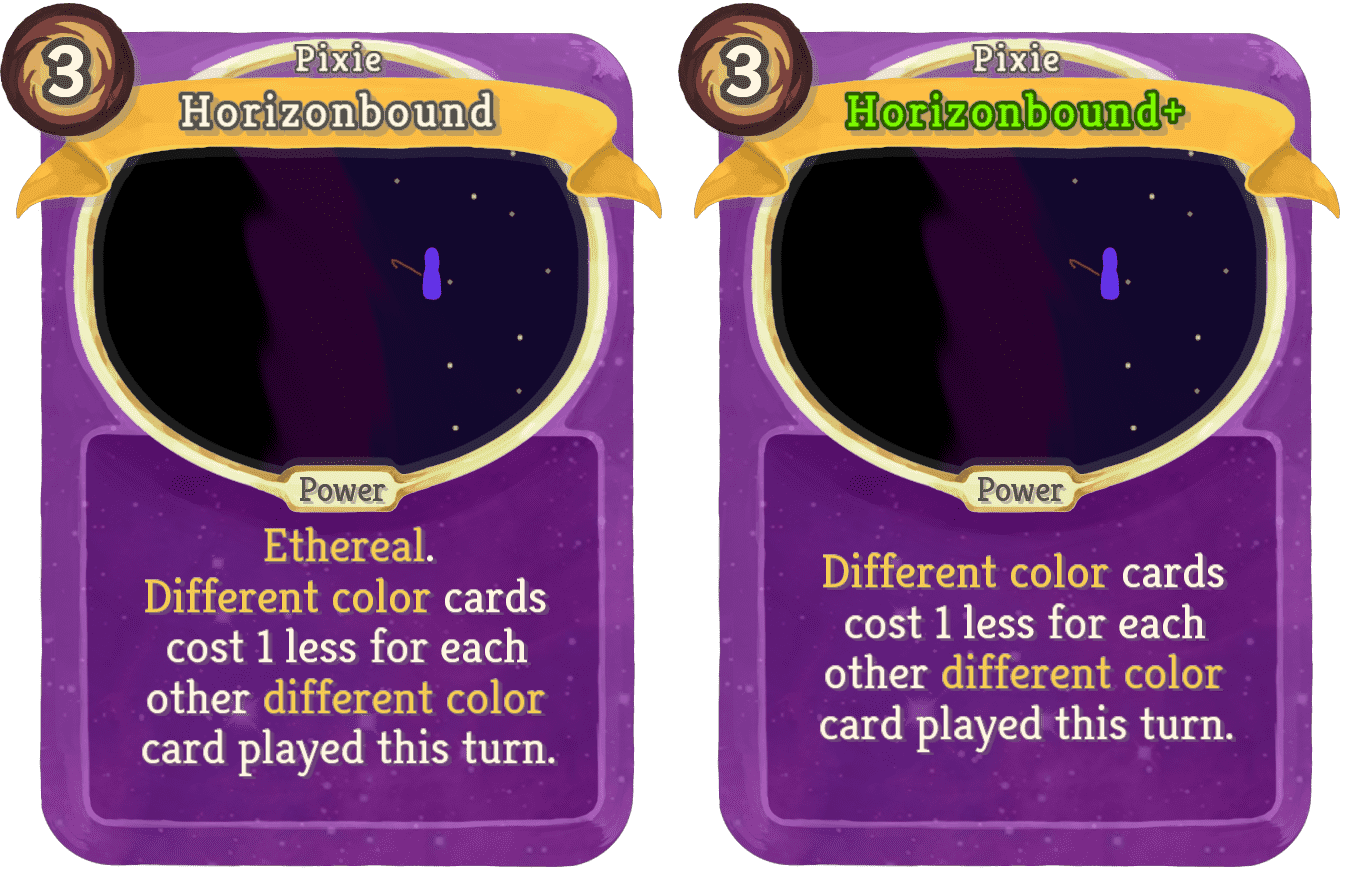 3
Pixie
Horizonbound
Power
Ethereal.
Different color cards
cost 1 less for each
other different color
card played this turn.
3
Pixie
Horizonbound+
Power
Different color cards
cost 1 less for each
other different color
card played this turn.